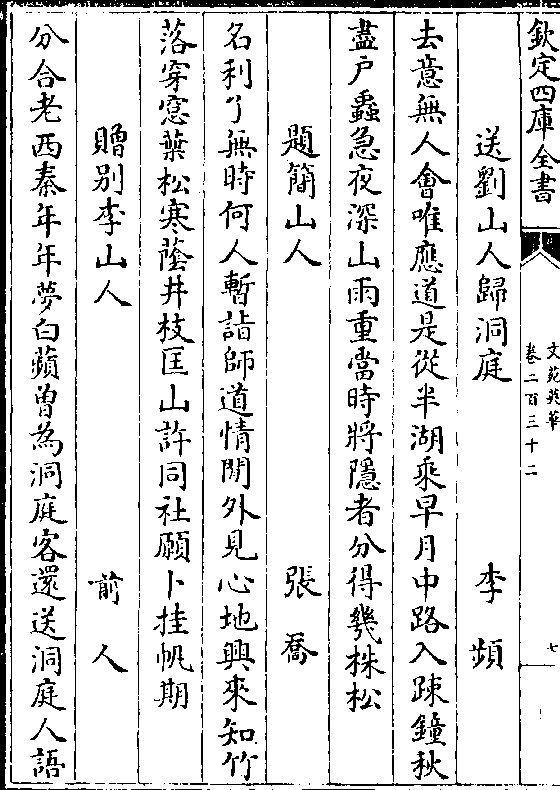 欽定四庫全書
文苑英華
卷二百三十二
七
送劉山人歸洞庭 李頻
去意無人會唯應道是從半湖乘早月中路入踈鐘秋
盡户蟲急夜深山雨重當時將隱者分得幾株松
題簡山人 張喬
名利了無時何人暫詣師道情閒外見心地興來知竹
落穿窓葉松寒蔭井枝匡山許同社願卜挂帆期
贈别李山人 前人
分合老西秦年年夢白蘋曽為洞庭客還送洞庭人語